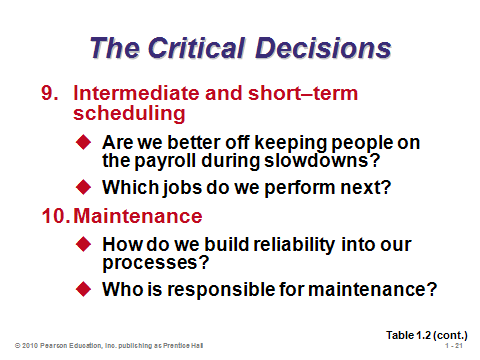 The Critical Decisions
9. Intermediate and short–term
scheduling
◆ Are we better off keeping people on
the payroll during slowdowns?
◆ Which jobs do we perform next?
10. Maintenance
◆ How do we build reliability into our
processes?
◆ Who is responsible for maintenance?
Table 1.2 (cont.)
© 2010 Pearson Education, Inc. publishing as Prentice Hall
1 - 21